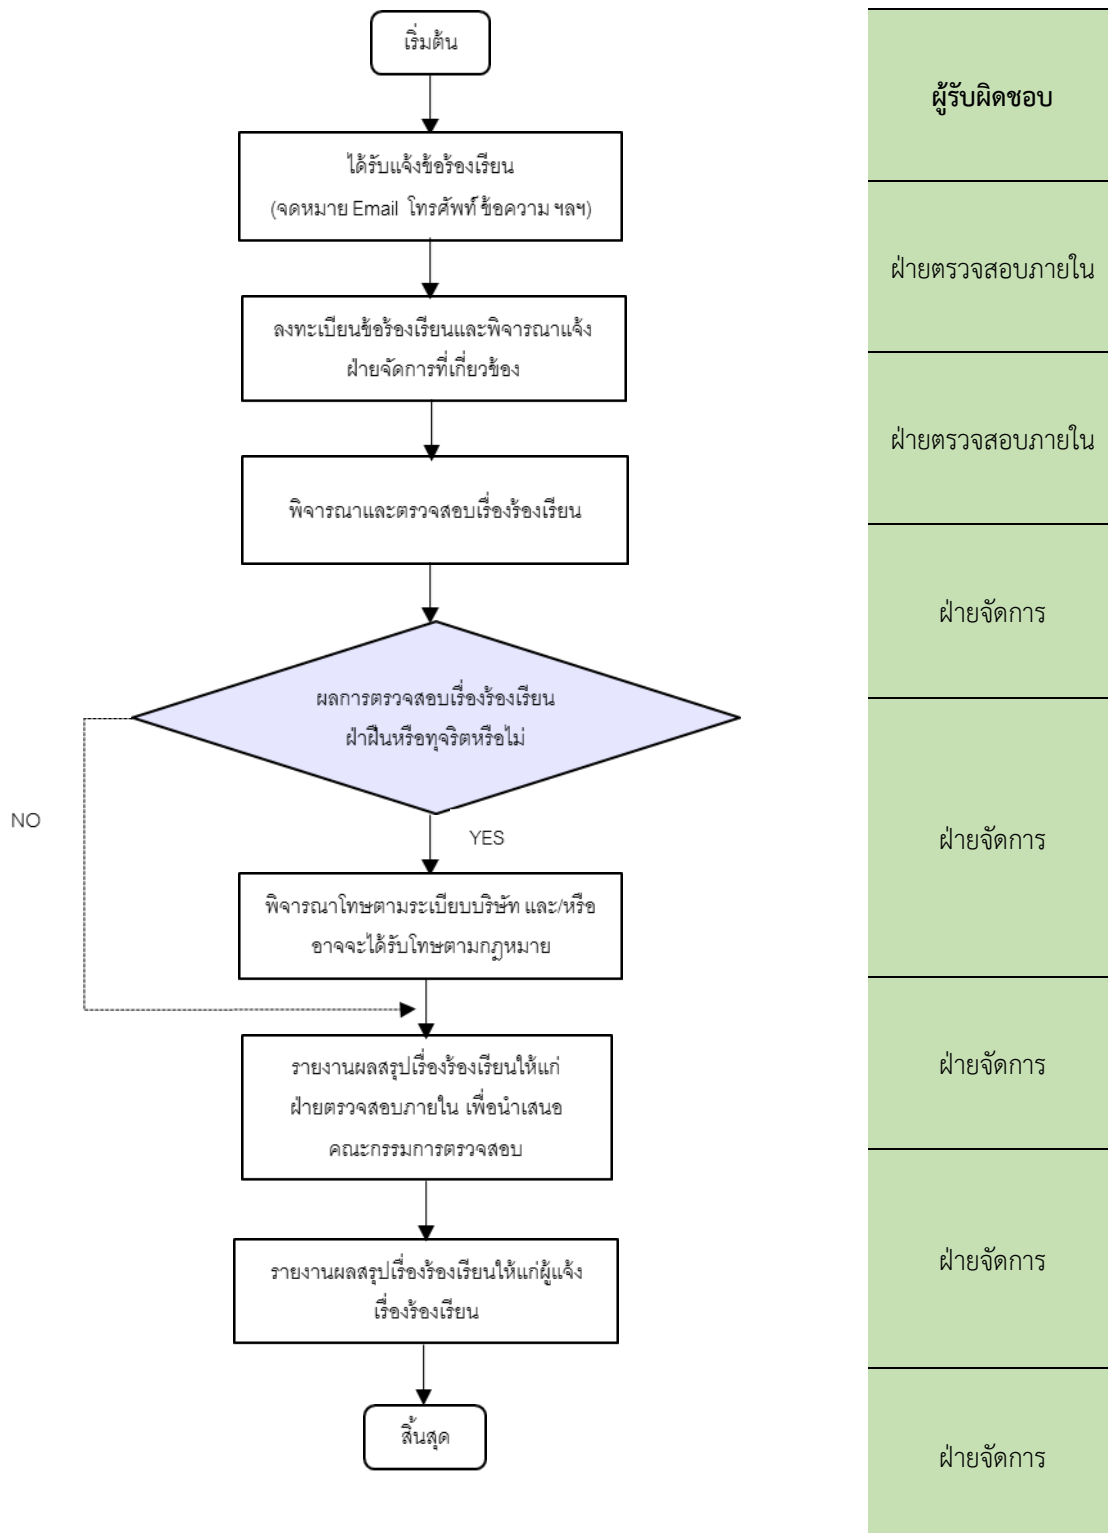 เริ่มต้น
ผู้รับผิดชอบ
ได้รับแจ้งข้อร้องเรียน
(จดหมาย Email โทรศัพท์ ข้อความ ฯลฯ)
ฝ่ายตรวจสอบภายใน
ลงทะเบียนข้อร้องเรียนและพิจารณาแจ้ง
ฝ่ายจัดการที่เกี่ยวข้อง
ฝ่ายตรวจสอบภายใน
พิจารณาและตรวจสอบเรื่องร้องเรียน
ฝ่ายจัดการ
ผลการตรวจสอบเรื่องร้องเรียน
ฝ่าฝืนหรือทุจริตหรือไม่
NO
YES
ฝ่ายจัดการ
พิจารณาโทษตามระเบียบบริษัท และ/หรือ
อาจจะได้รับโทษตามกฎหมาย
รายงานผลสรุปเรื่องร้องเรียนให้แก่
ฝ่ายตรวจสอบภายใน เพื่อนำเสนอ
คณะกรรมการตรวจสอบ
ฝ่ายจัดการ
รายงานผลสรุปเรื่องร้องเรียนให้แก่ผู้แจ้ง
เรื่องร้องเรียน
ฝ่ายจัดการ
สิ้นสุด
ฝ่ายจัดการ